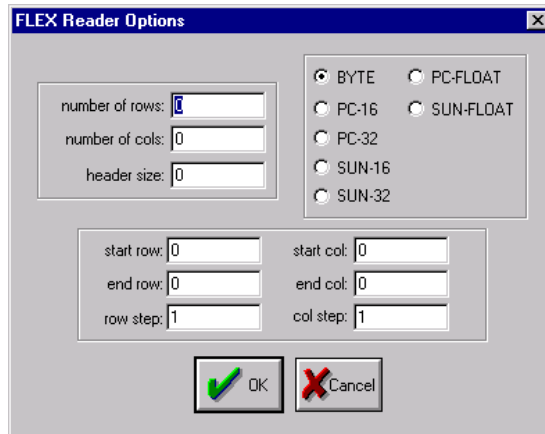 FLEX Reader Options
number of rows: 0
number of cols: 0
header size: 0
BYTE PC-FLOAT
PC-16 SUN-FLOAT
PC-32
SUN-16
SUN-32
start row: 0 start col: 0
end row: 0 end col: 0
row step: 1 col step: 1
OK Cancel